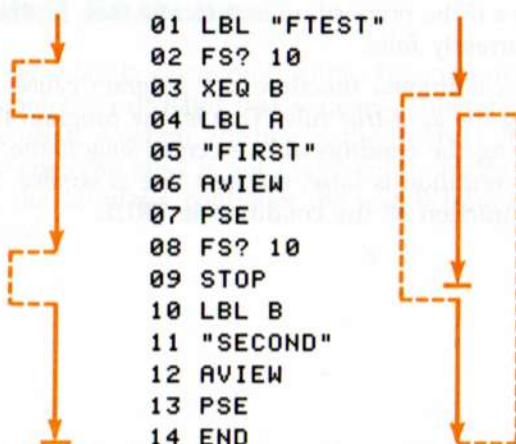 01 LBL "FTEST"
02 FS? 10
03 XEQ B
04 LBL A
05 "FIRST"
06 AVIEW
07 PSE
08 FS? 10
09 STOP
10 LBL B
11 "SECOND"
12 AVIEW
13 PSE
14 END